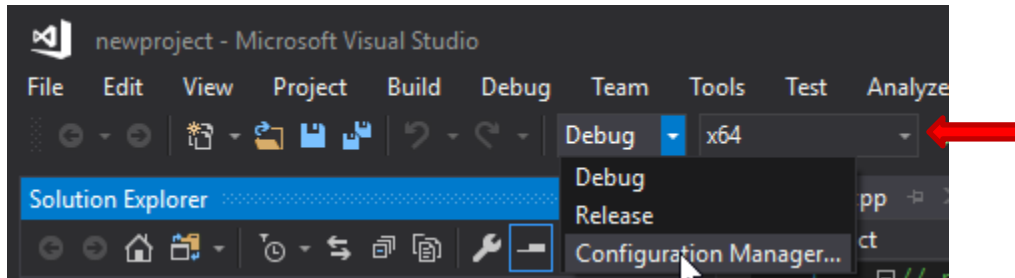 newproject - Microsoft Visual Studio
File Edit View Project Build Debug Team Tools Test Analyze
Debug x64
Debug
Solution Explorer pp
Release
Configuration Manager... ct